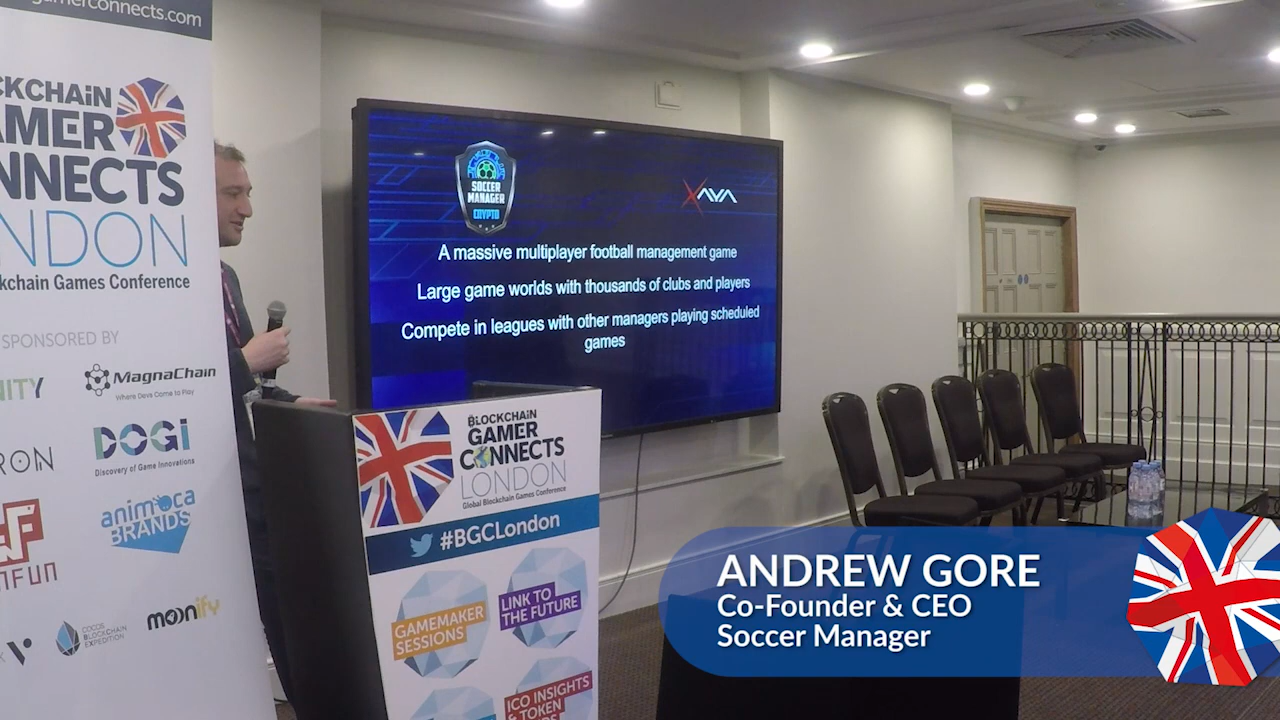 gamerconnects.com
BLOCKCHAIN
GAMER
CONNECTS
LONDON
Blockchain Games Conference
SPONSORED BY
MAGNACHAIN
Where Devs Come to Play
DOGI
Discovery of Game Innovations
animoca
BRANDS
COCOS
BLOCKCHAIN
EXPEDITION
moonify
SOCCER
MANAGER
CRYPTO
XAYA
A massive multiplayer football management game
Large game worlds with thousands of clubs and players
Compete in leagues with other managers playing scheduled
games
BLOCKCHAIN
GAMER
CONNECTS
LONDON
Global Blockchain Games Conference
#BGCLondon
GAMEMAKER
SESSIONS
LINK TO
THE FUTURE
ICO INSIGHTS
& TOKEN
ANDREW GORE
Co-Founder & CEO
Soccer Manager